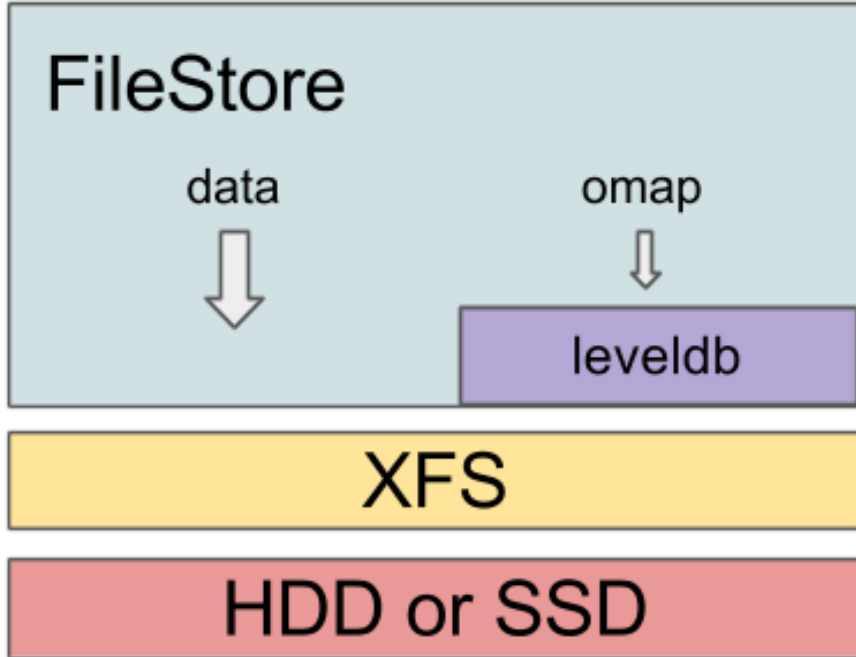 FileStore
data omap
leveldb
XFS
HDD or SSD